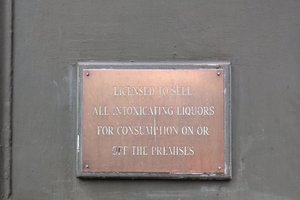 LICENSED TO SELL
ALL INTOXICATING LIQUORS
FOR CONSUMPTION ON OR
OFF THE PREMISES